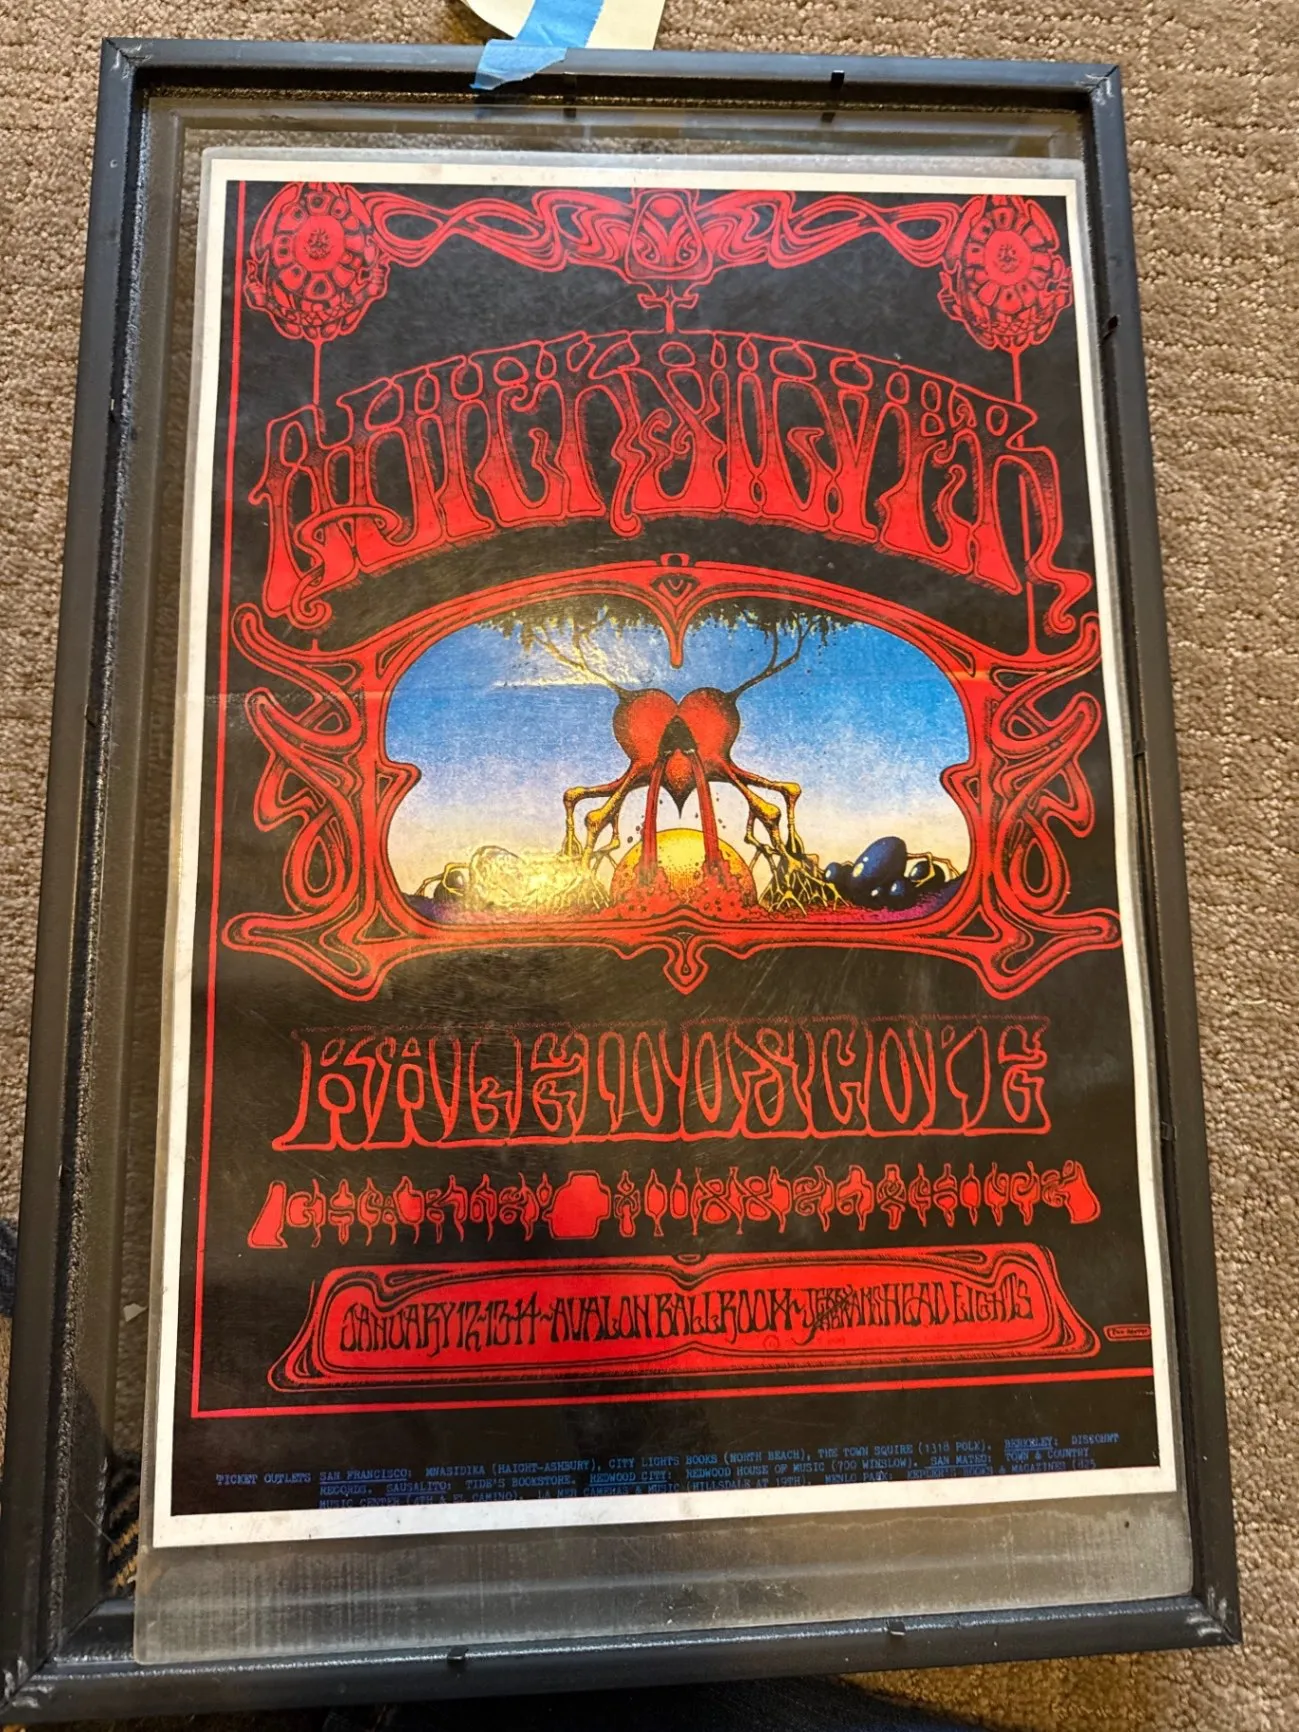 QUICKSILVER
KALEIDOSCOPE
CHARLEY MUSSELWHITE
JANUARY 12-13-14 ~ AVALON BALLROOM ~ HEAD LIGHTS
TICKET OUTLETS SAN FRANCISCO: MNASIDIKA (HAIGHT-ASHBURY), CITY LIGHTS BOOKS (NORTH BEACH), THE TOWN SQUIRE (1318 POLK). BERKELEY: DISCOUNT
RECORDS. SAUSALITO: TIDE'S BOOKSTORE. REDWOOD CITY: REDWOOD HOUSE OF MUSIC (700 WINSLOW). SAN MATEO: TOWN & COUNTRY
MUSIC CENTER (4TH & EL CAMINO). LA MER CAMERAS & MUSIC (HILLSDALE AT 19TH). MENLO PARK: KEPLER'S BOOKS & MAGAZINES (825